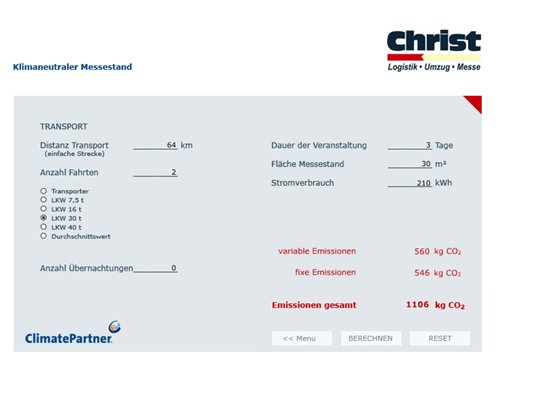 Christ
Klimaneutraler Messestand
Logistik • Umzug • Messe
TRANSPORT
Distanz Transport 64 km
(einfache Strecke)
Anzahl Fahrten 2
Transporter
LKW 7,5 t
LKW 16 t
LKW 30 t
LKW 40 t
Durchschnittswert
Anzahl Übernachtungen 0
Dauer der Veranstaltung 3 Tage
Fläche Messestand 30 m²
Stromverbrauch 210 kWh
variable Emissionen 560 kg CO₂
fixe Emissionen 546 kg CO₂
Emissionen gesamt 1106 kg CO₂
ClimatePartner
<< Menu BERECHNEN RESET